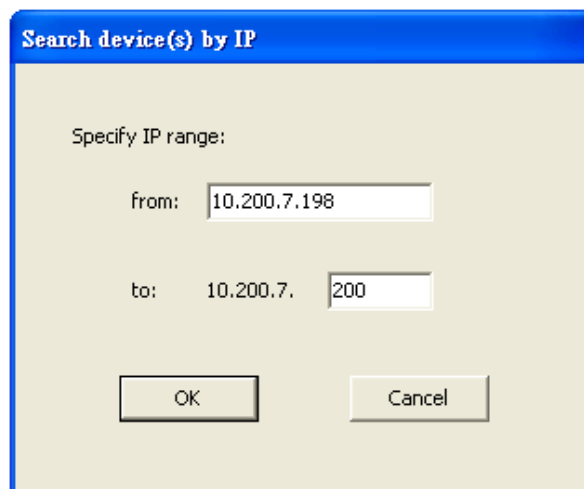 Search device(s) by IP
Specify IP range:
from: 10.200.7.198
to: 10.200.7. 200
OK Cancel